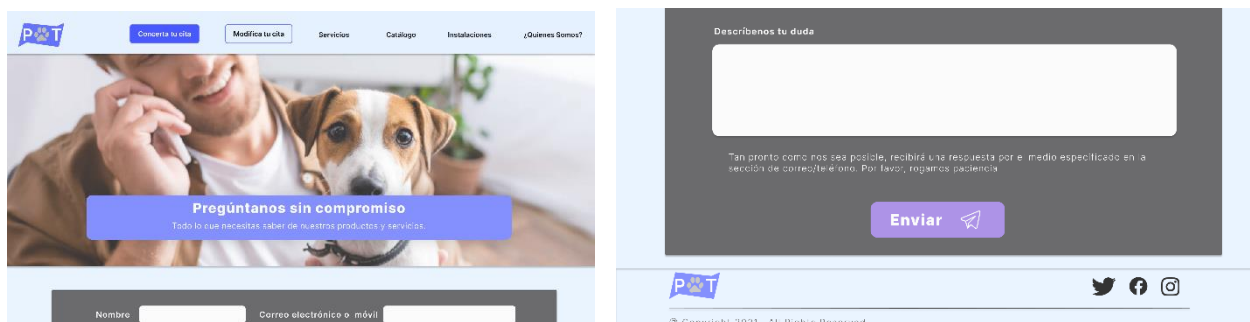 P T
Concerta tu cita
Modifica tu cita
Servicios
Catálogo
Instalaciones
¿Quienes Somos?
Pregúntanos sin compromiso
Todo lo que necesitas saber de nuestros productos y servicios.
Nombre
Correo electrónico o móvil
Descríbenos tu duda
Tan pronto como nos sea posible, recibirá una respuesta por el medio especificado en la
sección de correo/teléfono. Por favor, rogamos paciencia
Enviar
P T
© Copyright 2021